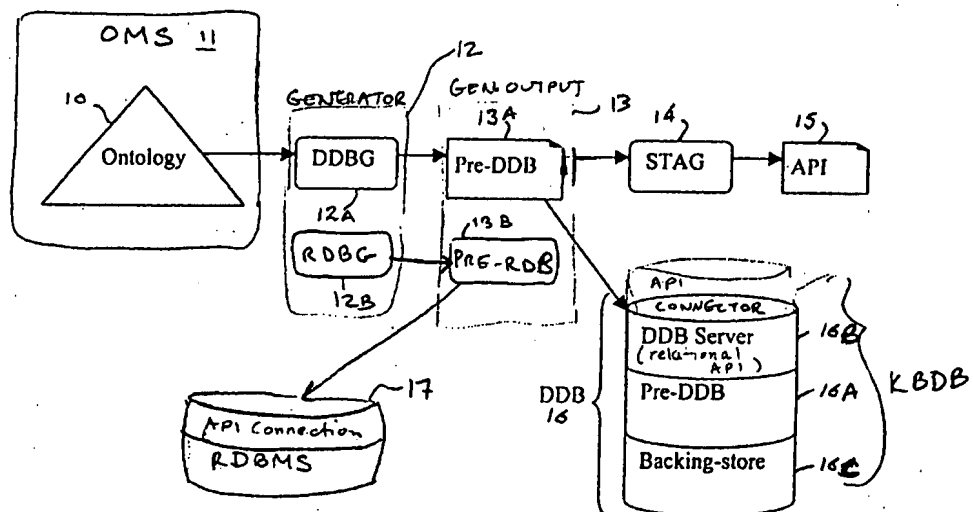 OMS 11
10
Ontology
GENERATOR
12
DDBG
12A
RDBG
12B
GEN OUTPUT
13
13A
Pre-DDB
13B
PRE-RDB
14
STAG
15
API
17
API Connection
RDBMS
API
CONNECTOR
DDB Server
(relational
API)
16B
Pre-DDB
16A
Backing-store
16C
DDB
16
KBDB